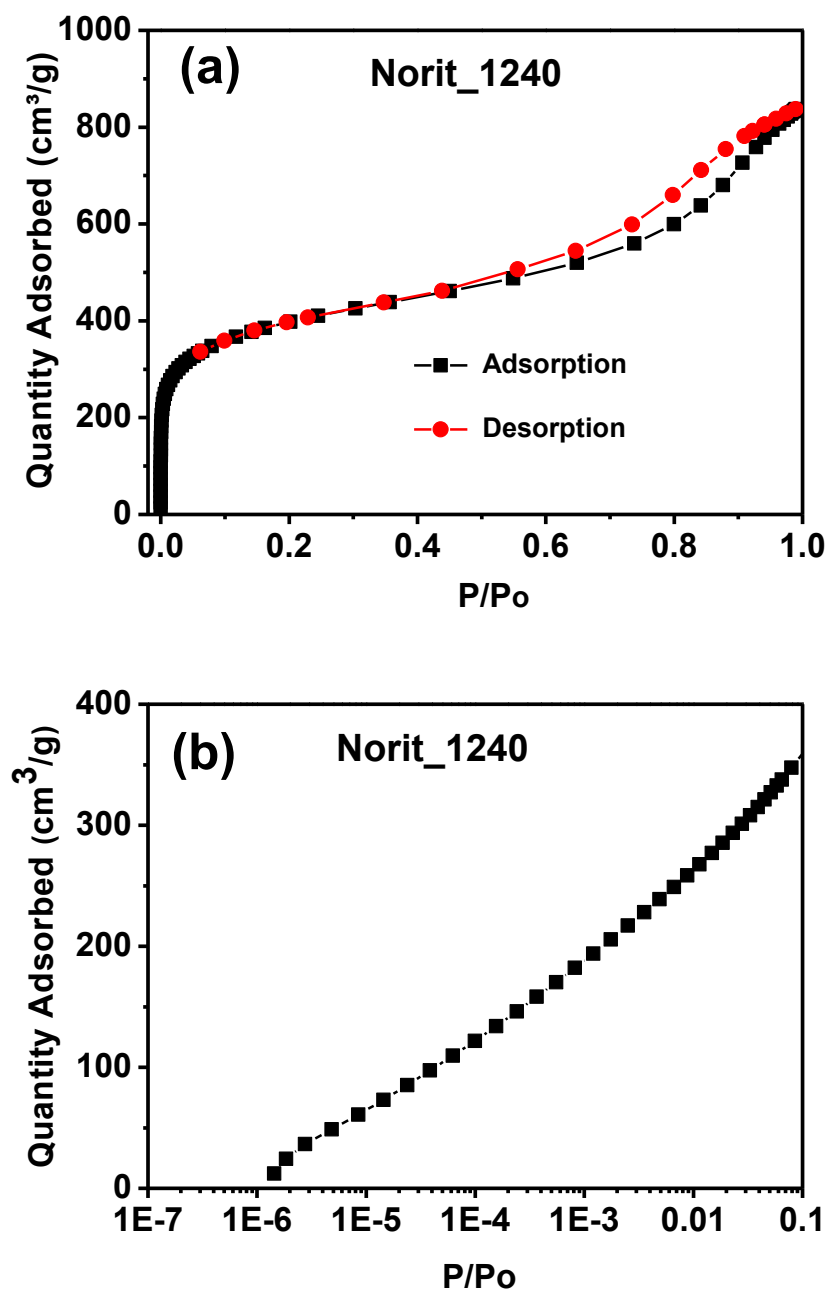 (a)
Norit_1240
Quantity Adsorbed (cm³/g)
1000
800
600
400
200
0
Adsorption
Desorption
0.0 0.2 0.4 0.6 0.8 1.0
P/Po
(b)
Norit_1240
Quantity Adsorbed (cm³/g)
400
300
200
100
0
1E-7 1E-6 1E-5 1E-4 1E-3 0.01 0.1
P/Po